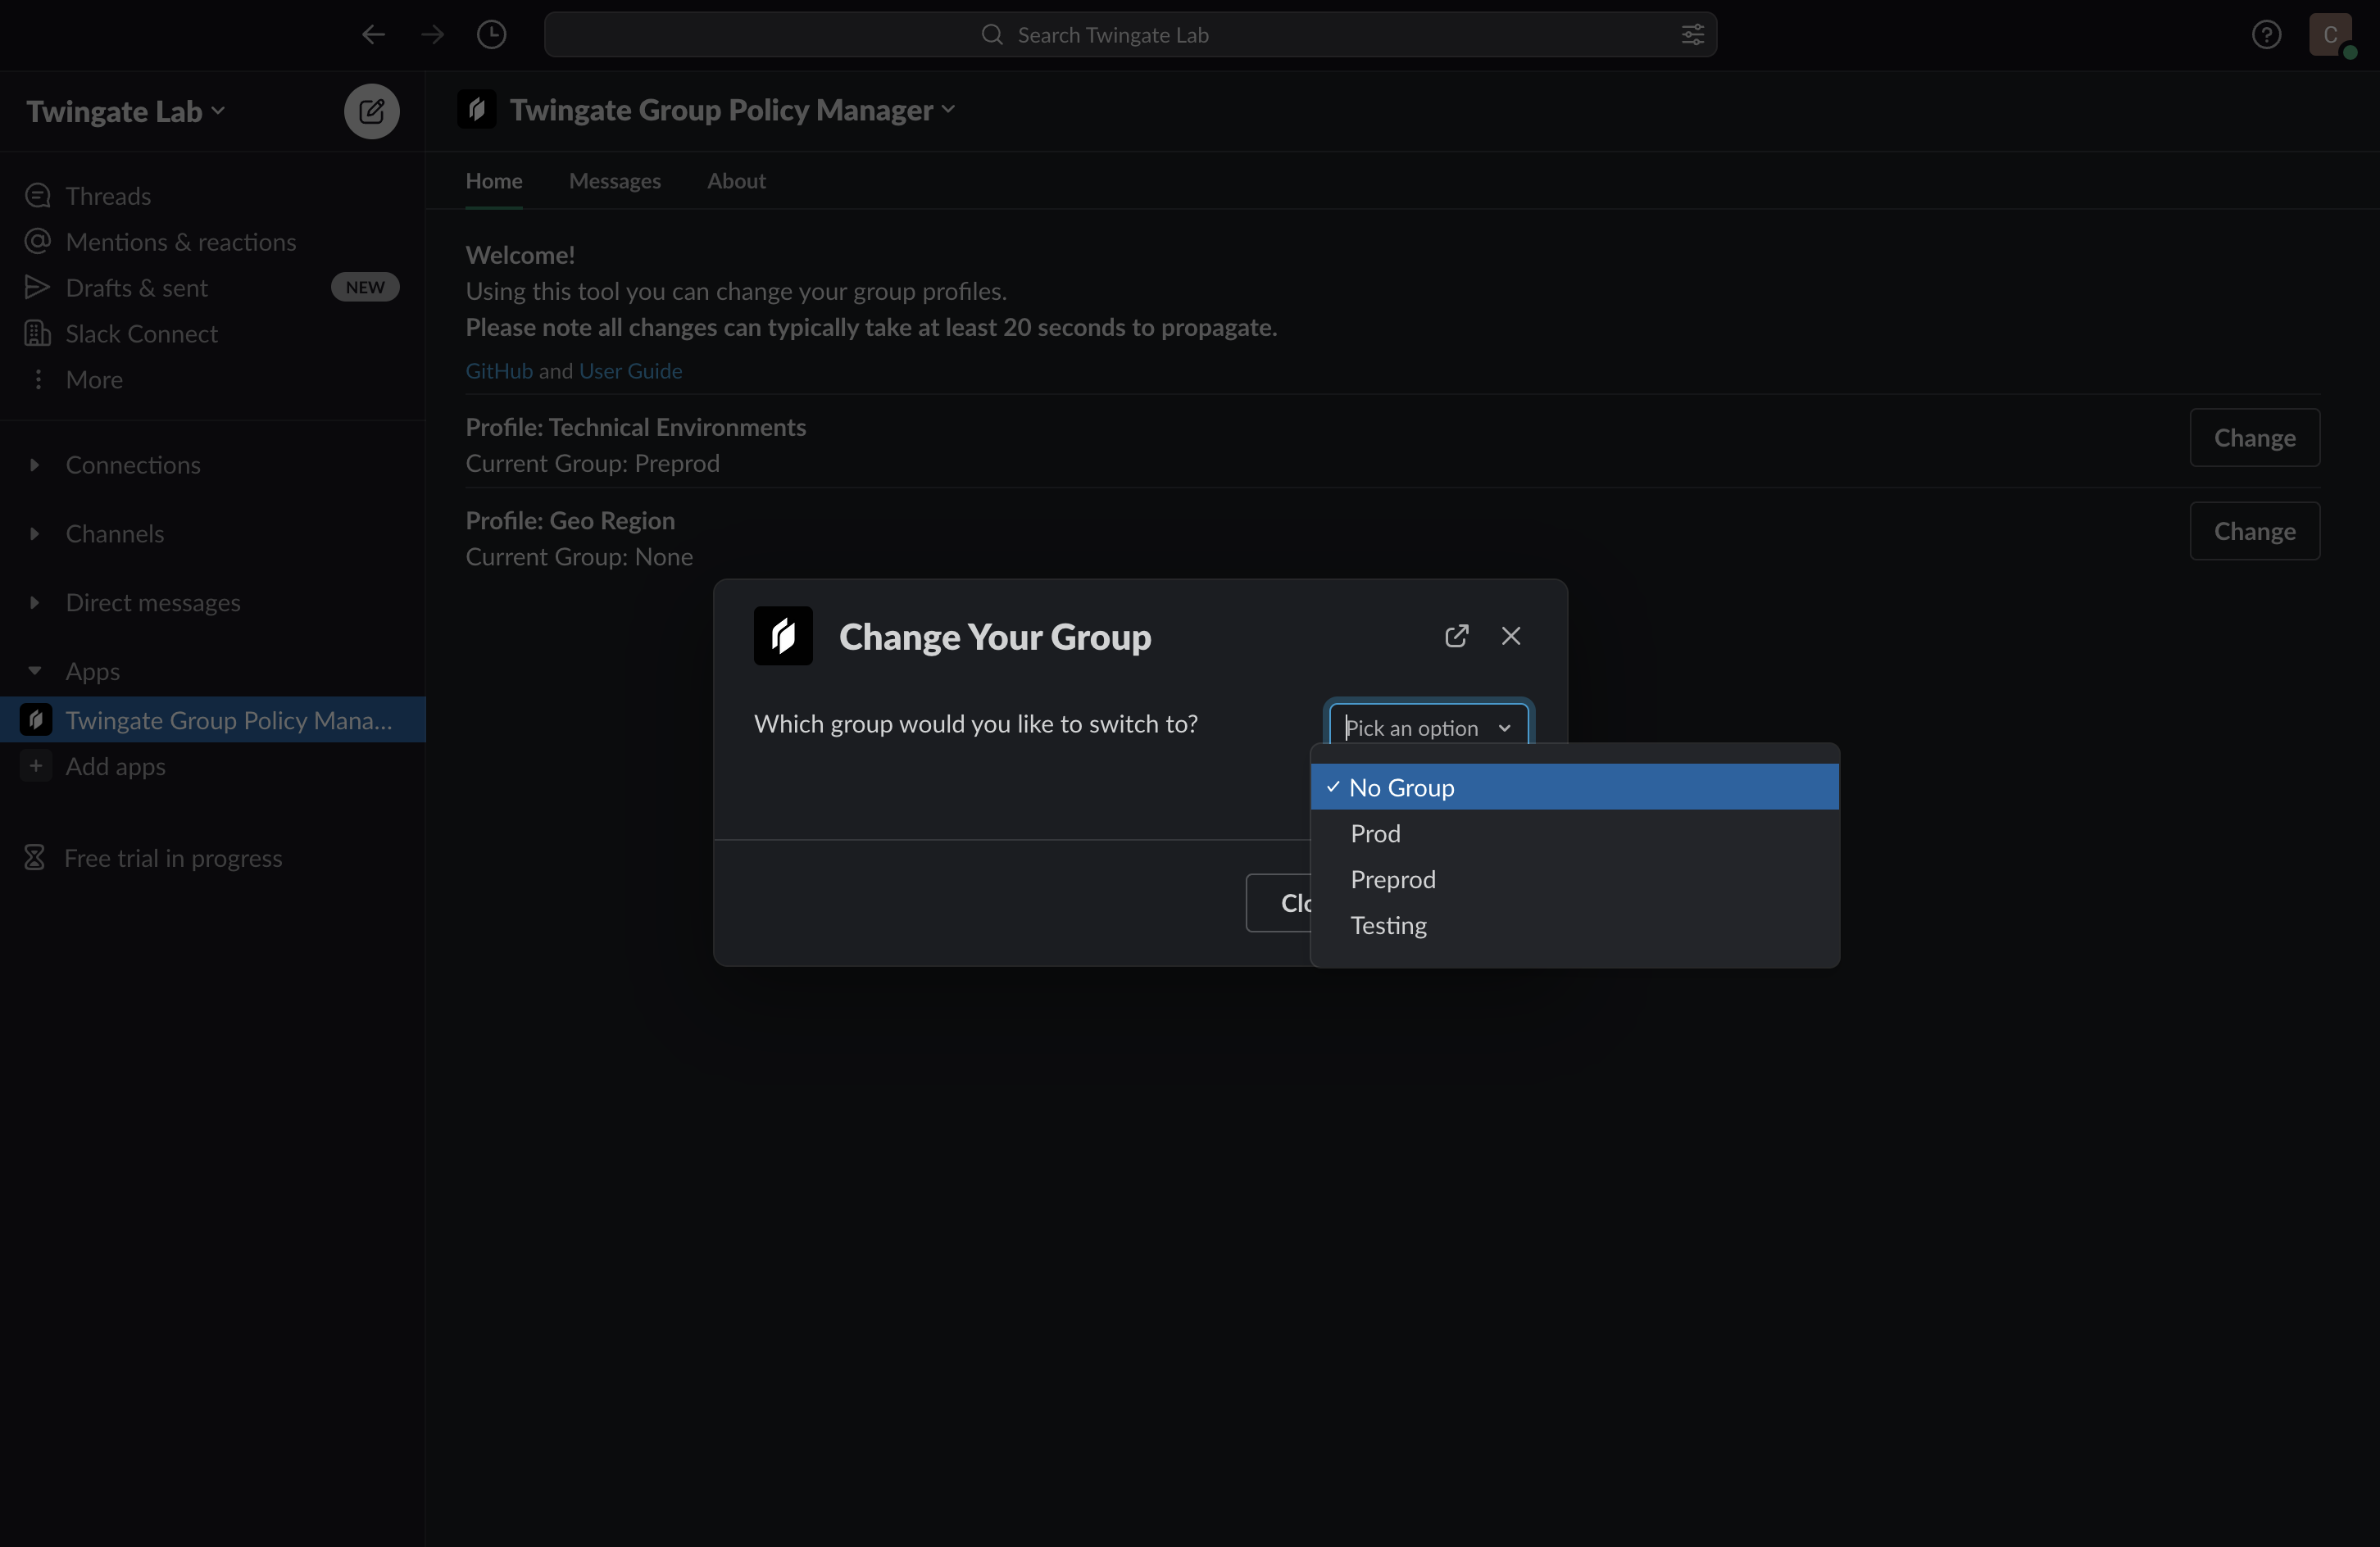 Search Twingate Lab
C
Twingate Lab
Twingate Group Policy Manager
Threads
Mentions & reactions
Drafts & sent NEW
Slack Connect
More
Connections
Channels
Direct messages
Apps
Twingate Group Policy Mana...
Add apps
Free trial in progress
Home Messages About
Welcome!
Using this tool you can change your group profiles.
Please note all changes can typically take at least 20 seconds to propagate.
GitHub and User Guide
Profile: Technical Environments
Current Group: Preprod
Change
Profile: Geo Region
Current Group: None
Change
Change Your Group
Which group would you like to switch to?
Pick an option
No Group
Prod
Preprod
Testing